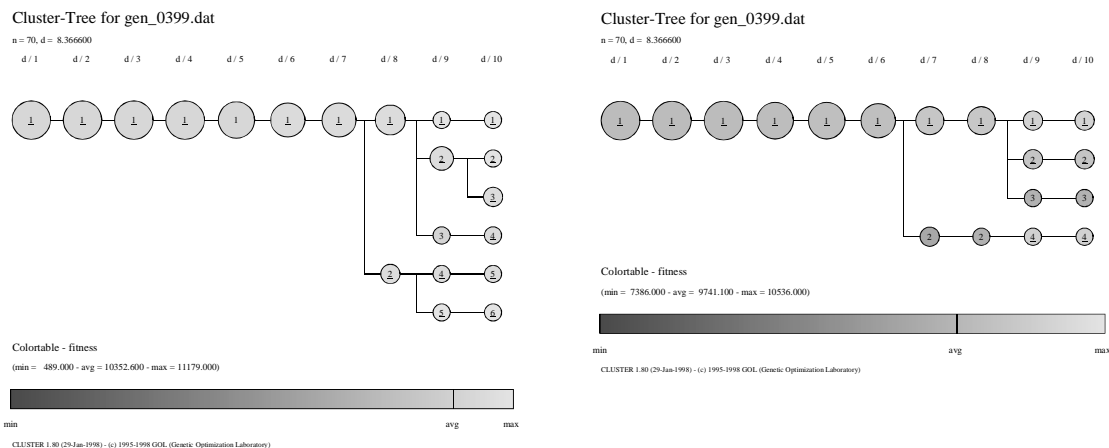 Cluster-Tree for gen_0399.dat
n = 70, d = 8.366600
d / 1 d / 2 d / 3 d / 4 d / 5 d / 6 d / 7 d / 8 d / 9 d / 10
1 1 1 1 1 1 1 1 1 1
2 2
3
3 4
2 4 5
5 6
Colortable - fitness
(min = 489.000 - avg = 10352.600 - max = 11179.000)
min avg max
CLUSTER 1.80 (29-Jan-1998) - (c) 1995-1998 GOL (Genetic Optimization Laboratory)
Cluster-Tree for gen_0399.dat
n = 70, d = 8.366600
d / 1 d / 2 d / 3 d / 4 d / 5 d / 6 d / 7 d / 8 d / 9 d / 10
1 1 1 1 1 1 1 1 1 1
2 2
3 3
2 2 4 4
Colortable - fitness
(min = 7386.000 - avg = 9741.100 - max = 10536.000)
min avg max
CLUSTER 1.80 (29-Jan-1998) - (c) 1995-1998 GOL (Genetic Optimization Laboratory)